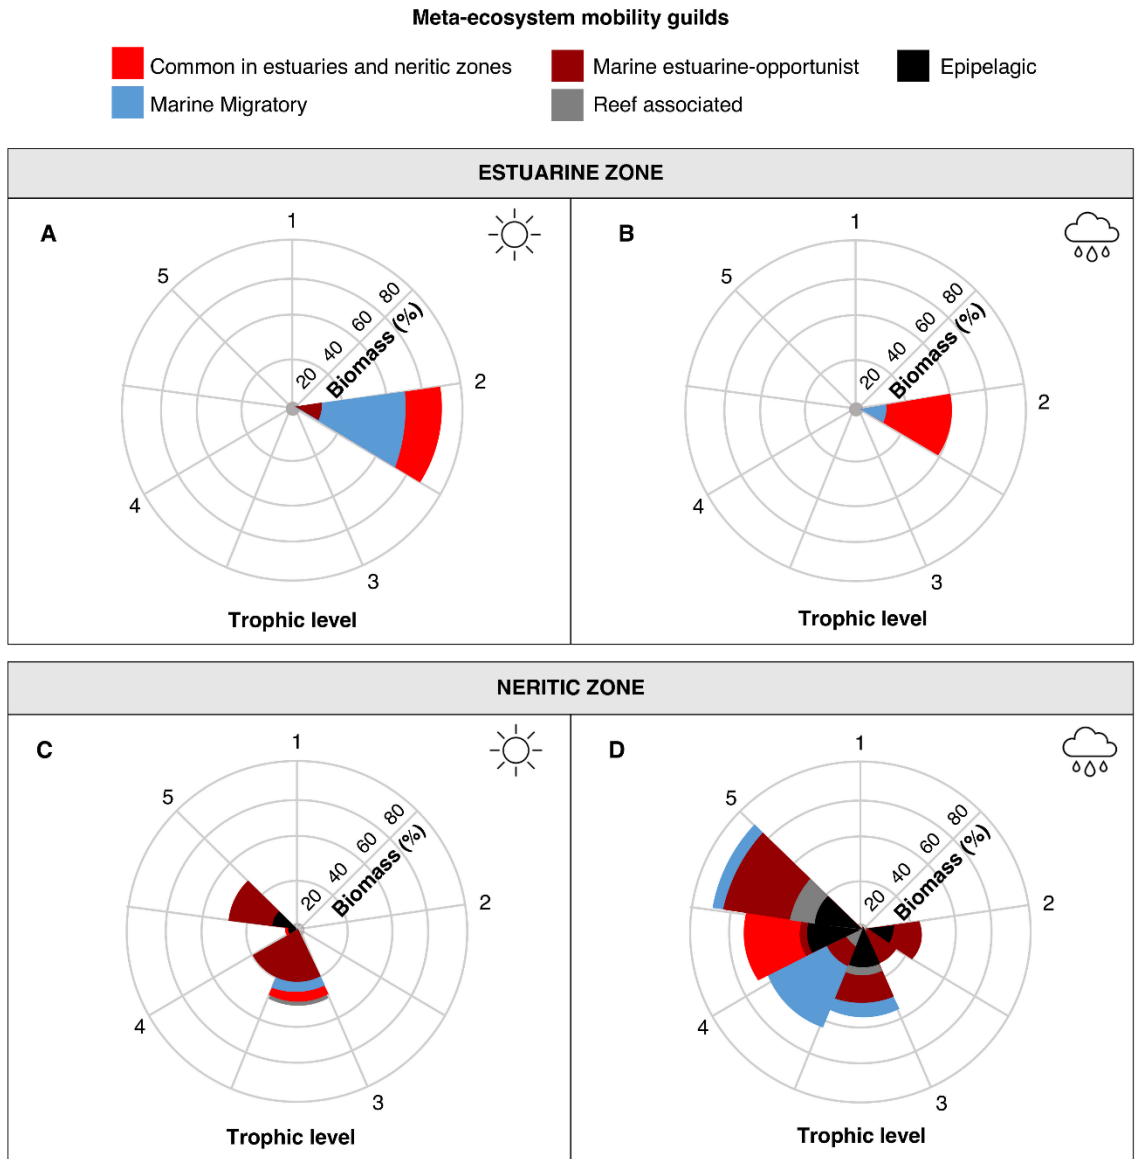 Meta-ecosystem mobility guilds
Common in estuaries and neritic zones
Marine estuarine-opportunist
Epipelagic
Marine Migratory
Reef associated
ESTUARINE ZONE
A
1
5
80
60
40
20
Biomass (%)
2
4
3
Trophic level
B
1
5
80
60
40
20
Biomass (%)
2
4
3
Trophic level
NERITIC ZONE
C
1
5
80
60
40
20
Biomass (%)
2
4
3
Trophic level
D
1
5
80
60
40
20
Biomass (%)
2
4
3
Trophic level